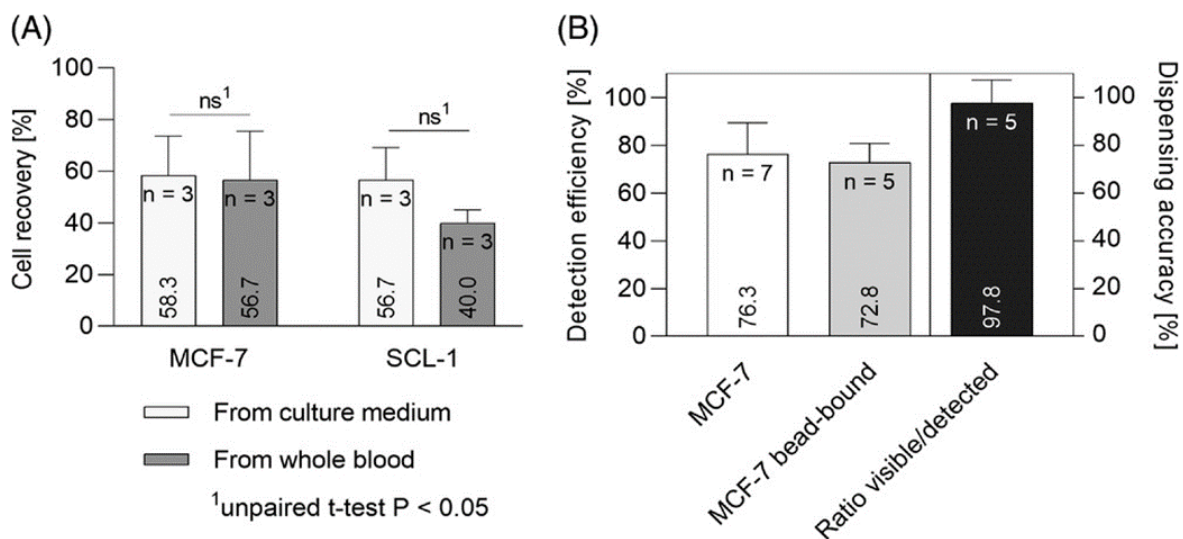 (A)
Cell recovery [%]
100
80
60
40
20
0
ns¹
ns¹
n = 3
n = 3
n = 3
n = 3
58.3
56.7
56.7
40.0
MCF-7
SCL-1
From culture medium
From whole blood
¹unpaired t-test P < 0.05
(B)
Detection efficiency [%]
100
80
60
40
20
0
n = 7
n = 5
n = 5
76.3
72.8
97.8
100
80
60
40
20
0
Dispensing accuracy [%]
MCF-7
MCF-7 bead-bound
Ratio visible/detected